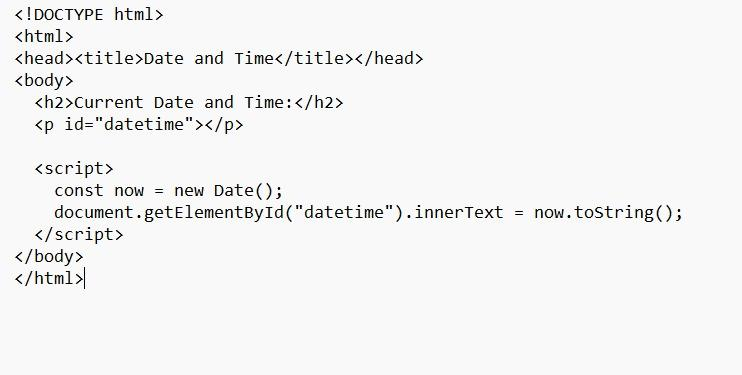 <!DOCTYPE html>
<html>
<head><title>Date and Time</title></head>
<body>
  <h2>Current Date and Time:</h2>
  <p id="datetime"></p>

  <script>
    const now = new Date();
    document.getElementById("datetime").innerText = now.toString();
  </script>
</body>
</html>